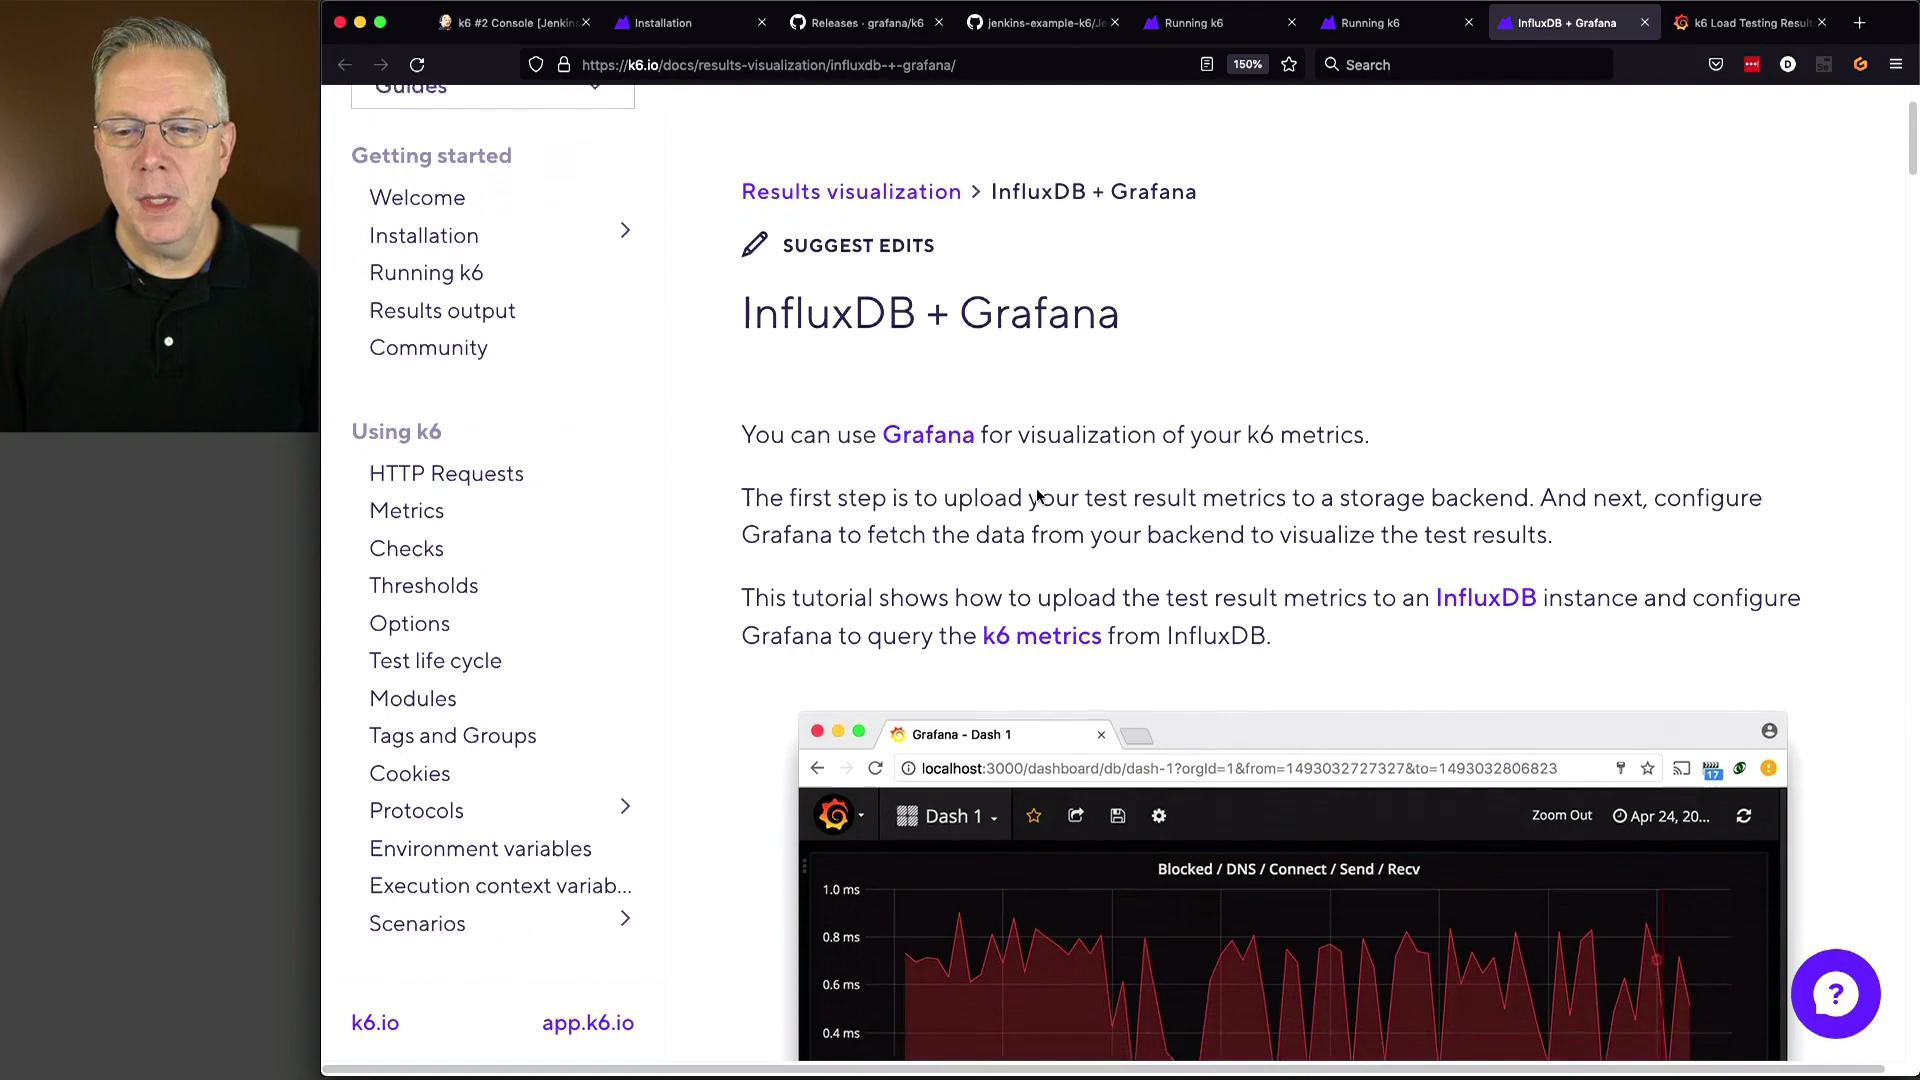 k6 #2 Console [Jenkins
Installation
Releases · grafana/k6
jenkins-example-k6/Je
Running k6
Running k6
InfluxDB + Grafana
k6 Load Testing Result
https://k6.io/docs/results-visualization/influxdb-+-grafana/
150%
Search
Guides
Getting started
Welcome
Installation
Running k6
Results output
Community
Using k6
HTTP Requests
Metrics
Checks
Thresholds
Options
Test life cycle
Modules
Tags and Groups
Cookies
Protocols
Environment variables
Execution context variab...
Scenarios
k6.io
app.k6.io
Results visualization > InfluxDB + Grafana
SUGGEST EDITS
InfluxDB + Grafana
You can use Grafana for visualization of your k6 metrics.
The first step is to upload your test result metrics to a storage backend. And next, configure
Grafana to fetch the data from your backend to visualize the test results.
This tutorial shows how to upload the test result metrics to an InfluxDB instance and configure
Grafana to query the k6 metrics from InfluxDB.
Grafana - Dash 1
localhost:3000/dashboard/db/dash-1?orgId=1&from=1493032727327&to=1493032806823
17
Dash 1
Zoom Out
Apr 24, 20...
Blocked / DNS / Connect / Send / Recv
1.0 ms
0.8 ms
0.6 ms
0.4 ms
?